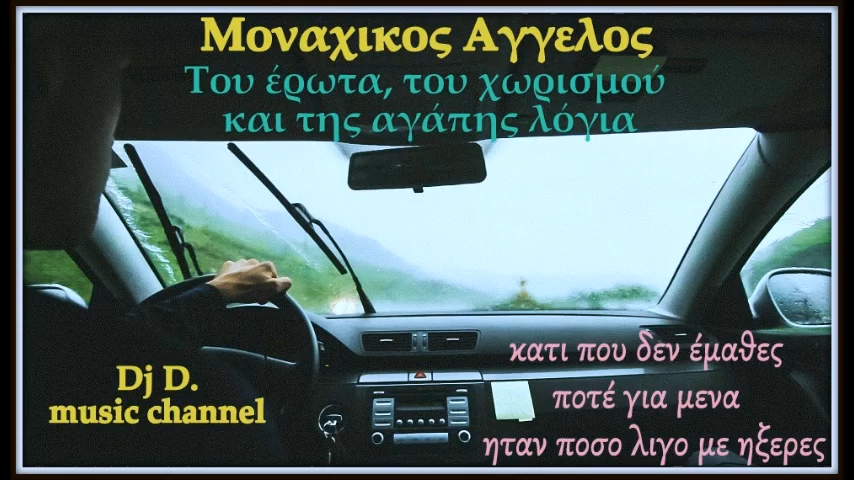 Μοναχικος Αγγελος
Του έρωτα, του χωρισμού
και της αγάπης λόγια
κατι που δεν έμαθες
ποτέ για μενα
ηταν ποσο λιγο με ηξερες
Dj D.
music channel